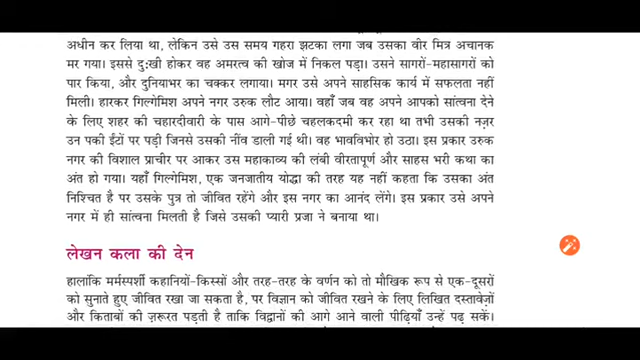 अधीन कर लिया था, लेकिन उसे उस समय गहरा झटका लगा जब उसका वीर मित्र अचानक
मर गया। इससे दुःखी होकर वह अमरत्व की खोज में निकल पड़ा। उसने सागरों-महासागरों को
पार किया, और दुनियाभर का चक्कर लगाया। मगर उसे अपने साहसिक कार्य में सफलता नहीं
मिली। हारकर गिल्गेमिश अपने नगर उरुक लौट आया। वहाँ जब वह अपने आपको सांत्वना देने
के लिए शहर की चहारदीवारी के पास आगे-पीछे चहलकदमी कर रहा था तभी उसकी नज़र
उन पकी ईंटों पर पड़ी जिनसे उसकी नींव डाली गई थी। वह भावविभोर हो उठा। इस प्रकार उरुक
नगर की विशाल प्राचीर पर आकर उस महाकाव्य की लंबी वीरतापूर्ण और साहस भरी कथा का
अंत हो गया। यहाँ गिल्गेमिश, एक जनजातीय योद्धा की तरह यह नहीं कहता कि उसका अंत
निश्चित है पर उसके पुत्र तो जीवित रहेंगे और इस नगर का आनंद लेंगे। इस प्रकार उसे अपने
नगर में ही सांत्वना मिलती है जिसे उसकी प्यारी प्रजा ने बनाया था।
लेखन कला की देन
हालांकि मर्मस्पर्शी कहानियों-किस्सों और तरह-तरह के वर्णन को तो मौखिक रूप से एक-दूसरों
को सुनाते हुए जीवित रखा जा सकता है, पर विज्ञान को जीवित रखने के लिए लिखित दस्तावेज़ों
और किताबों की ज़रूरत पड़ती है ताकि विद्वानों की आगे आने वाली पीढ़ियाँ उन्हें पढ़ सकें।